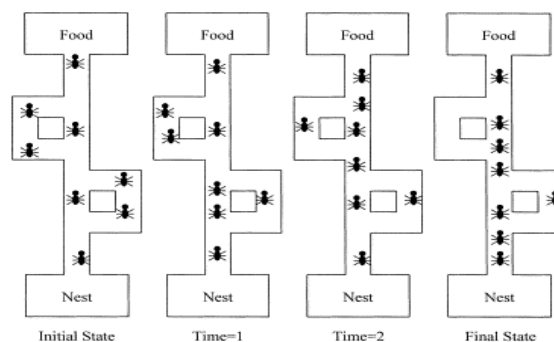 Food Food Food Food
Nest Nest Nest Nest
Initial State Time=1 Time=2 Final State